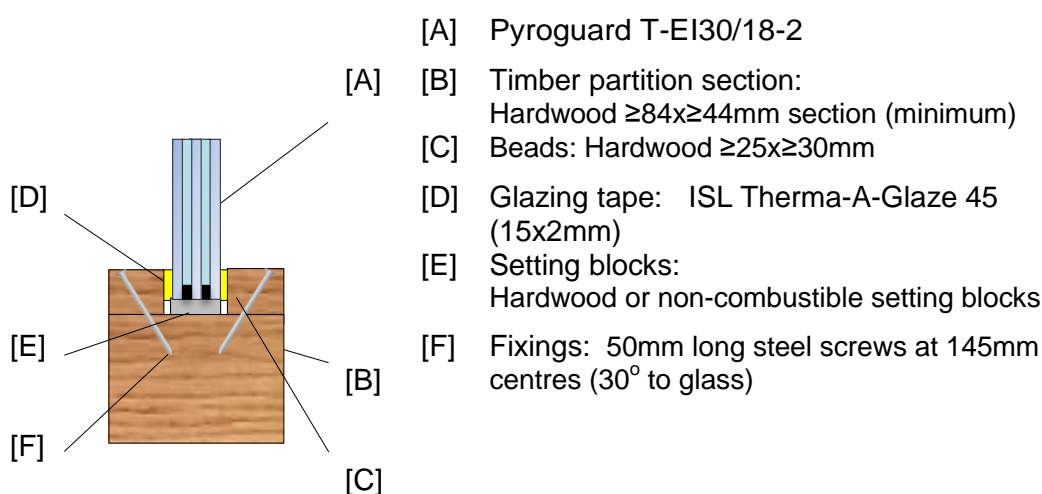 [A] Pyroguard T-EI30/18-2
[A]
[B] Timber partition section:
Hardwood ≥84x≥44mm section (minimum)
[C] Beads: Hardwood ≥25x≥30mm
[D]
[D] Glazing tape: ISL Therma-A-Glaze 45
(15x2mm)
[E] Setting blocks:
Hardwood or non-combustible setting blocks
[E]
[F] Fixings: 50mm long steel screws at 145mm
centres (30° to glass)
[B]
[F]
[C]